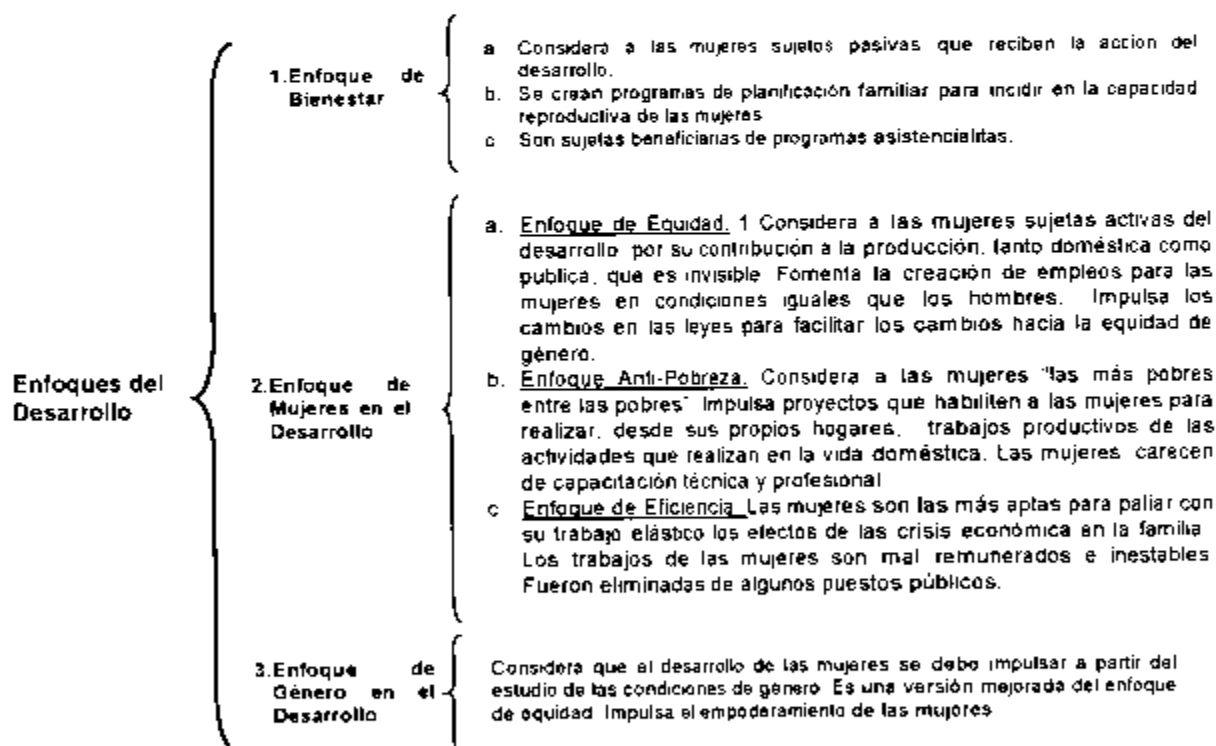 Enfoques del
Desarrollo
1.Enfoque de
Bienestar
a Considera a las mujeres sujetos pasivas que reciben la accion del
desarrollo.
b. Se crean programas de planificación familiar para incidir en la capacidad
reproductiva de las mujeres
c Son sujetas beneficiarias de programas asistencialitas.
2.Enfoque de
Mujeres en el
Desarrollo
a. Enfoque de Equidad. 1 Considera a las mujeres sujetas activas del
desarrollo por su contribución a la producción, tanto doméstica como
publica, que es invisible Fomenta la creación de empleos para las
mujeres en condiciones iguales que los hombres. Impulsa los
cambios en las leyes para facilitar los cambios hacia la equidad de
género.
b. Enfoque Anti-Pobreza. Considera a las mujeres "las más pobres
entre las pobres" Impulsa proyectos que habiliten a las mujeres para
realizar, desde sus propios hogares, trabajos productivos de las
actividades que realizan en la vida doméstica. Las mujeres carecen
de capacitación técnica y profesional
c Enfoque de Eficiencia Las mujeres son las más aptas para paliar con
su trabajo elástico los efectos de las crisis económica en la familia
Los trabajos de las mujeres son mal remunerados e inestables
Fueron eliminadas de algunos puestos públicos.
3.Enfoque de
Género en el
Desarrollo
Considera que el desarrollo de las mujeres se debe impulsar a partir del
estudio de las condiciones de género Es una versión mejorada del enfoque
de equidad Impulsa el empoderamiento de las mujeres